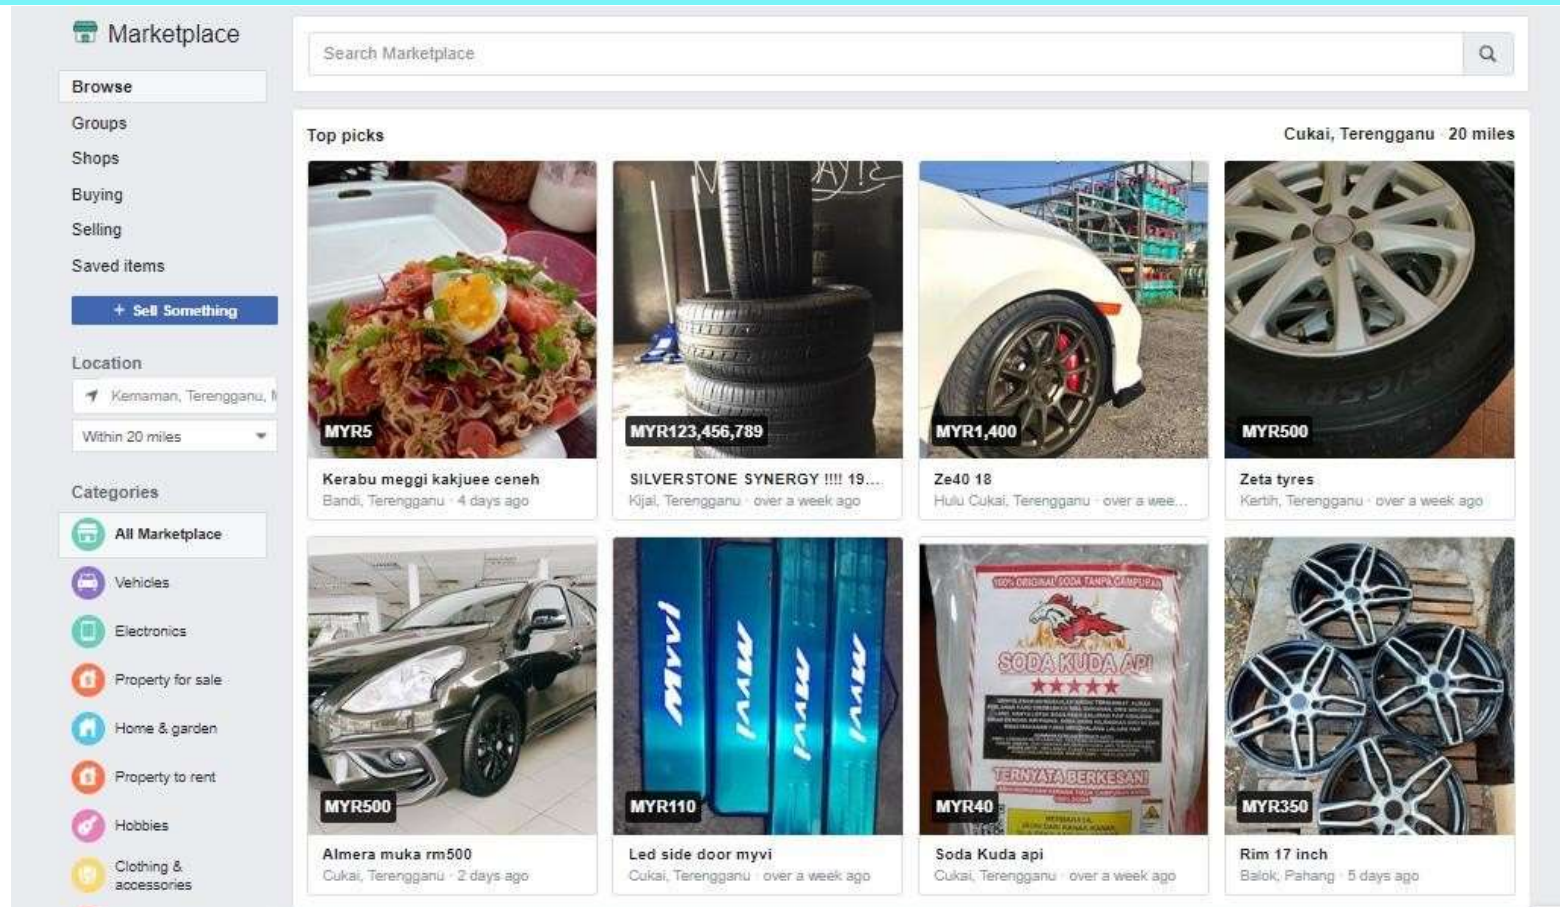 Marketplace
Search Marketplace
Browse
Groups
Shops
Buying
Selling
Saved items
+ Sell Something
Location
Kemaman, Terengganu, M
Within 20 miles
Categories
All Marketplace
Vehicles
Electronics
Property for sale
Home & garden
Property to rent
Hobbies
Clothing &
accessories
Top picks
Cukai, Terengganu · 20 miles
MYR5
Kerabu meggi kakjuee ceneh
Bandi, Terengganu · 4 days ago
MYR123,456,789
SILVERSTONE SYNERGY !!!! 19...
Kijal, Terengganu · over a week ago
MYR1,400
Ze40 18
Hulu Cukai, Terengganu · over a wee...
MYR500
Zeta tyres
Kertih, Terengganu · over a week ago
MYR500
Almera muka rm500
Cukai, Terengganu · 2 days ago
Myvi
Myvi
Myvi
Myvi
MYR110
Led side door myvi
Cukai, Terengganu · over a week ago
100% ORIGINAL SODA TANPA CAMPURAN
SODA KUDA API
TERNYATA BERKESAN!
MYR40
Soda Kuda api
Cukai, Terengganu · over a week ago
MYR350
Rim 17 inch
Balok, Pahang · 5 days ago